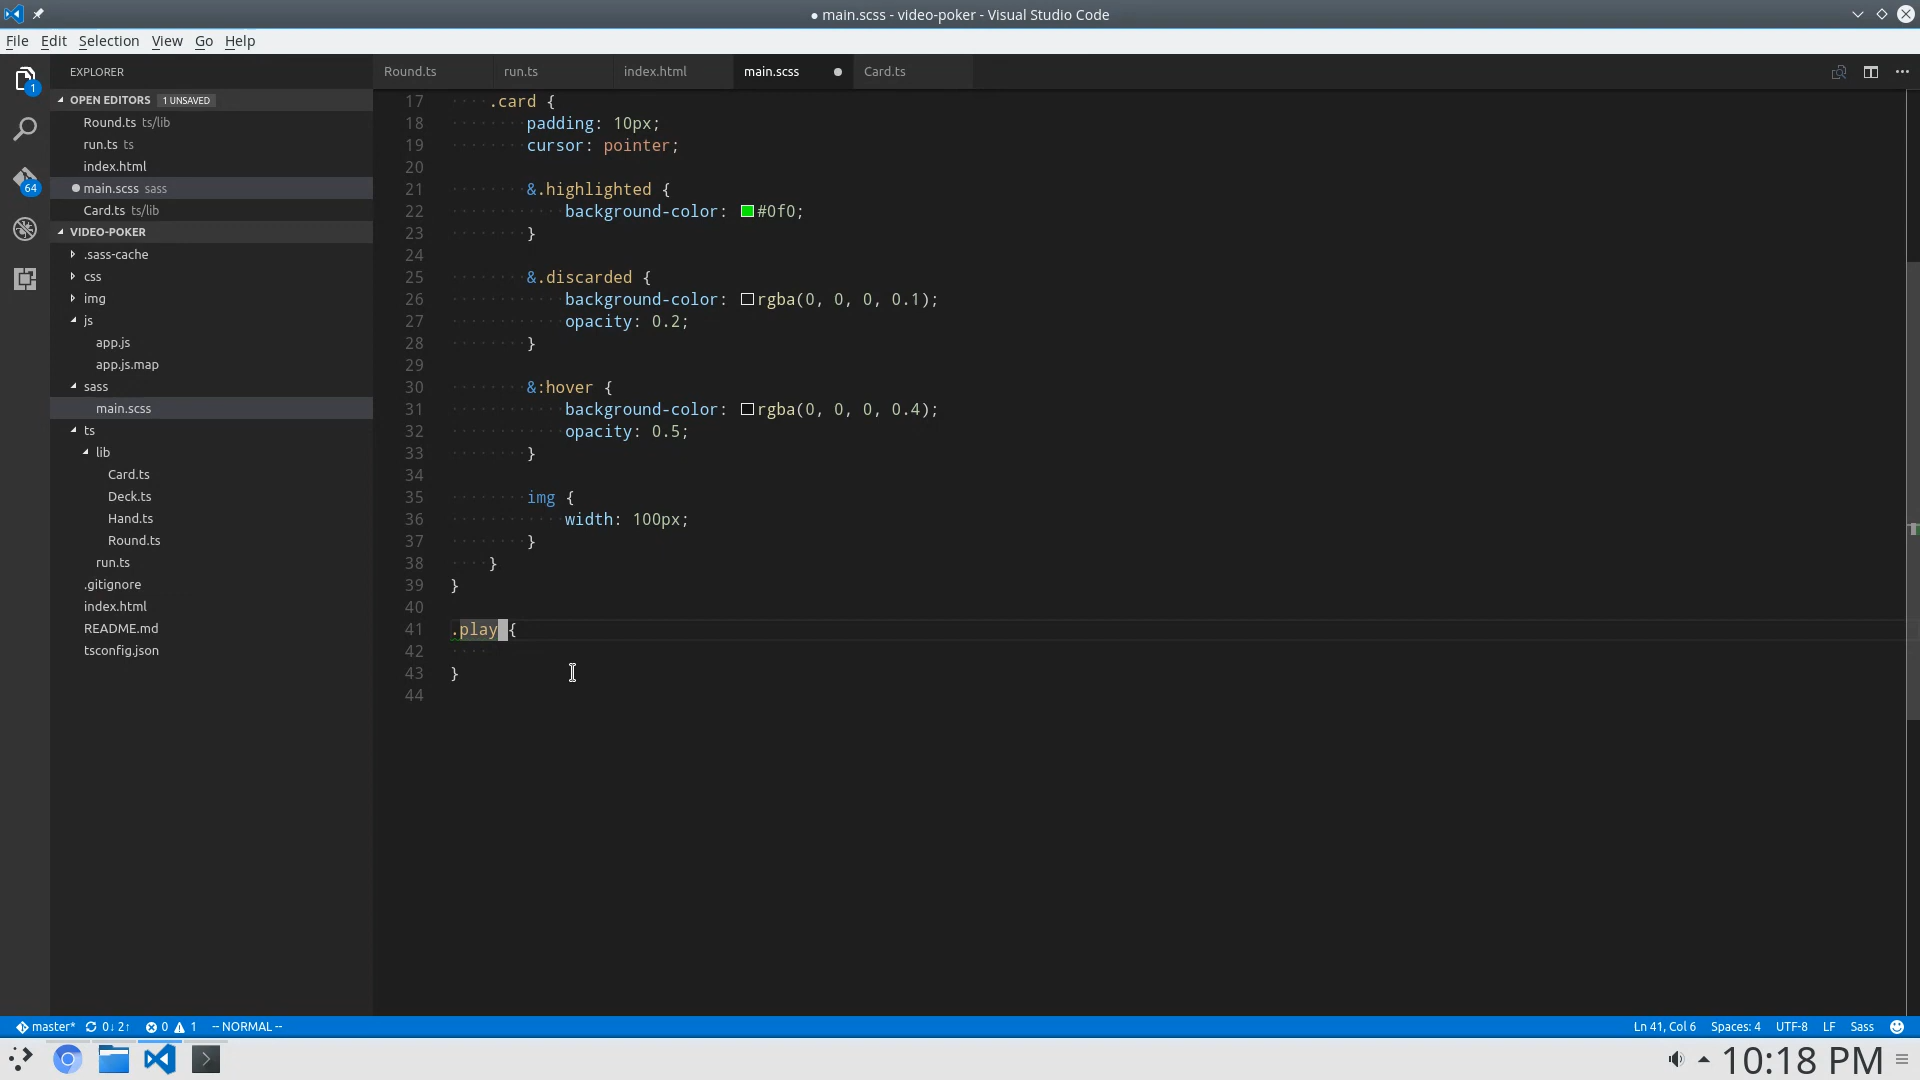 ● main.scss - video-poker - Visual Studio Code
File Edit Selection View Go Help
EXPLORER
OPEN EDITORS 1 UNSAVED
Round.ts ts/lib
run.ts ts
index.html
main.scss sass
Card.ts ts/lib
VIDEO-POKER
.sass-cache
css
img
js
app.js
app.js.map
sass
main.scss
ts
lib
Card.ts
Deck.ts
Hand.ts
Round.ts
run.ts
.gitignore
index.html
README.md
tsconfig.json
1
64
Round.ts run.ts index.html main.scss ● Card.ts
17 .card {
18 padding: 10px;
19 cursor: pointer;
20
21 &.highlighted {
22 background-color: #0f0;
23 }
24
25 &.discarded {
26 background-color: rgba(0, 0, 0, 0.1);
27 opacity: 0.2;
28 }
29
30 &:hover {
31 background-color: rgba(0, 0, 0, 0.4);
32 opacity: 0.5;
33 }
34
35 img {
36 width: 100px;
37 }
38 }
39 }
40
41 .play {
42
43 }
44
master* 0↓ 2↑ 0 1 -- NORMAL --
Ln 41, Col 6 Spaces: 4 UTF-8 LF Sass
10:18 PM